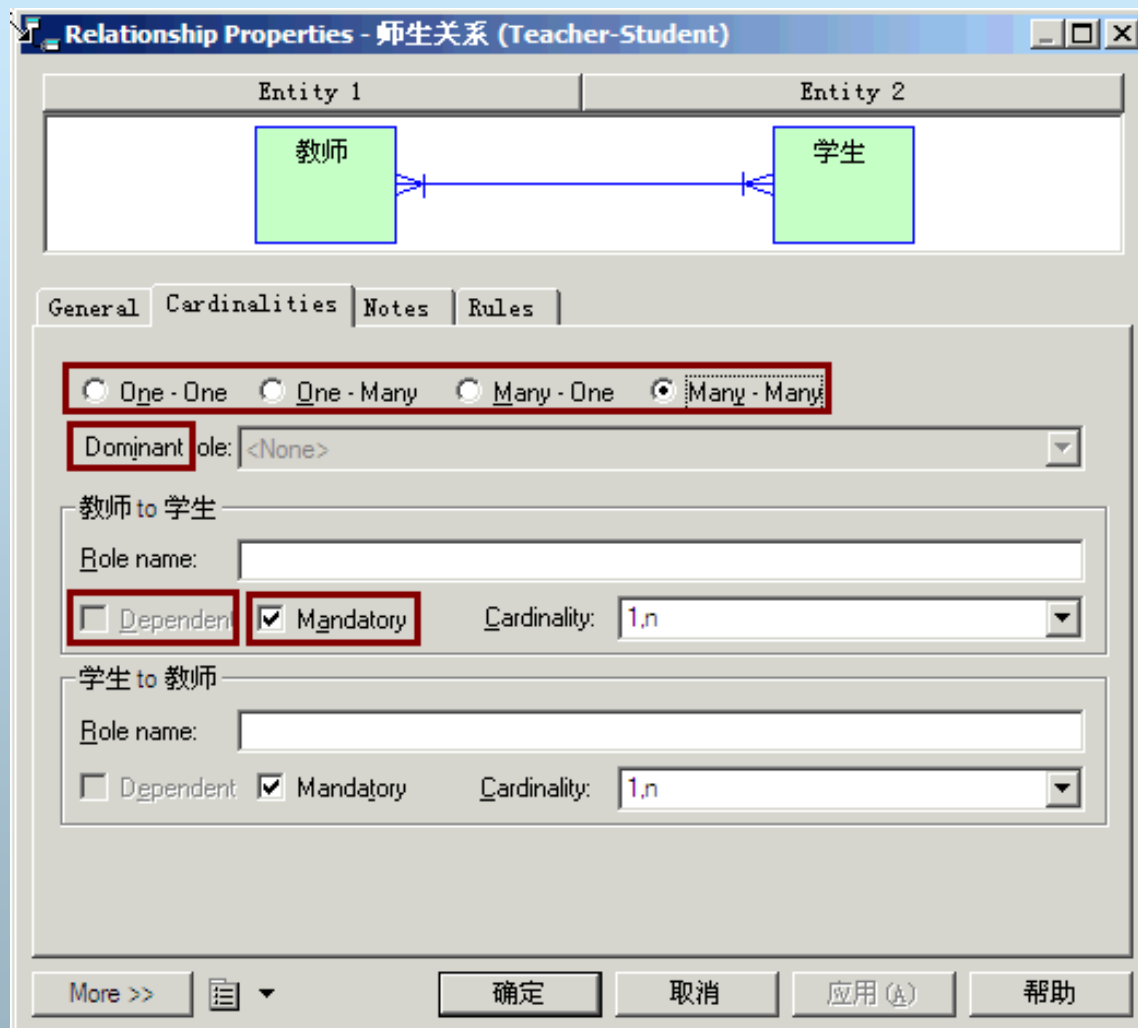 Relationship Properties - 师生关系 (Teacher-Student)
Entity 1 Entity 2
教师 学生
General Cardinalities Notes Rules
One - One One - Many Many - One Many - Many
Dominant ole: <None>
教师 to 学生
Role name:
Dependent Mandatory Cardinality: 1,n
学生 to 教师
Role name:
Dependent Mandatory Cardinality: 1,n
More >> 确定 取消 应用(A) 帮助